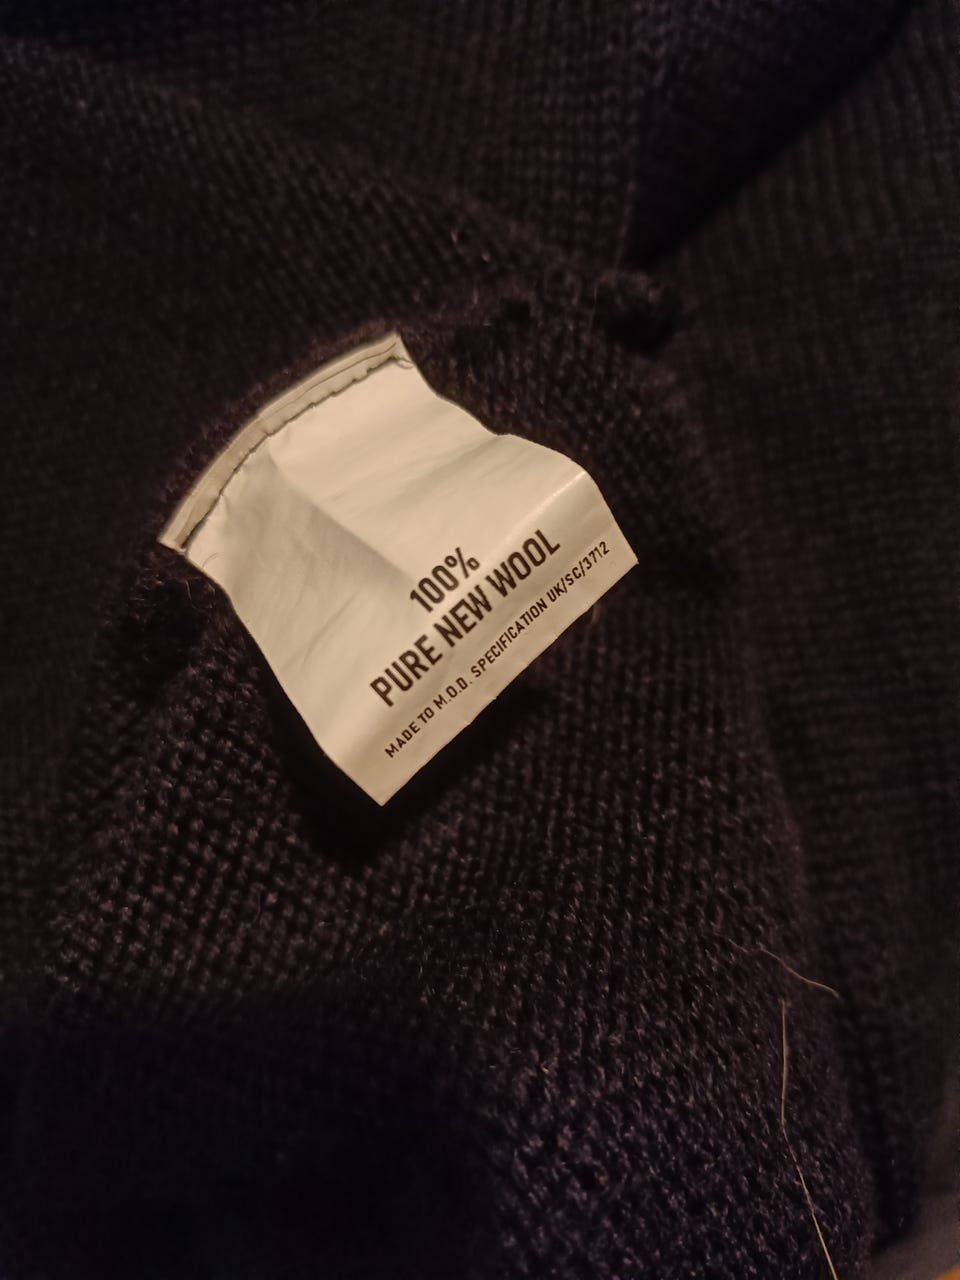 100%
PURE NEW WOOL
MADE TO M.O.D. SPECIFICATION UK/SC/3712